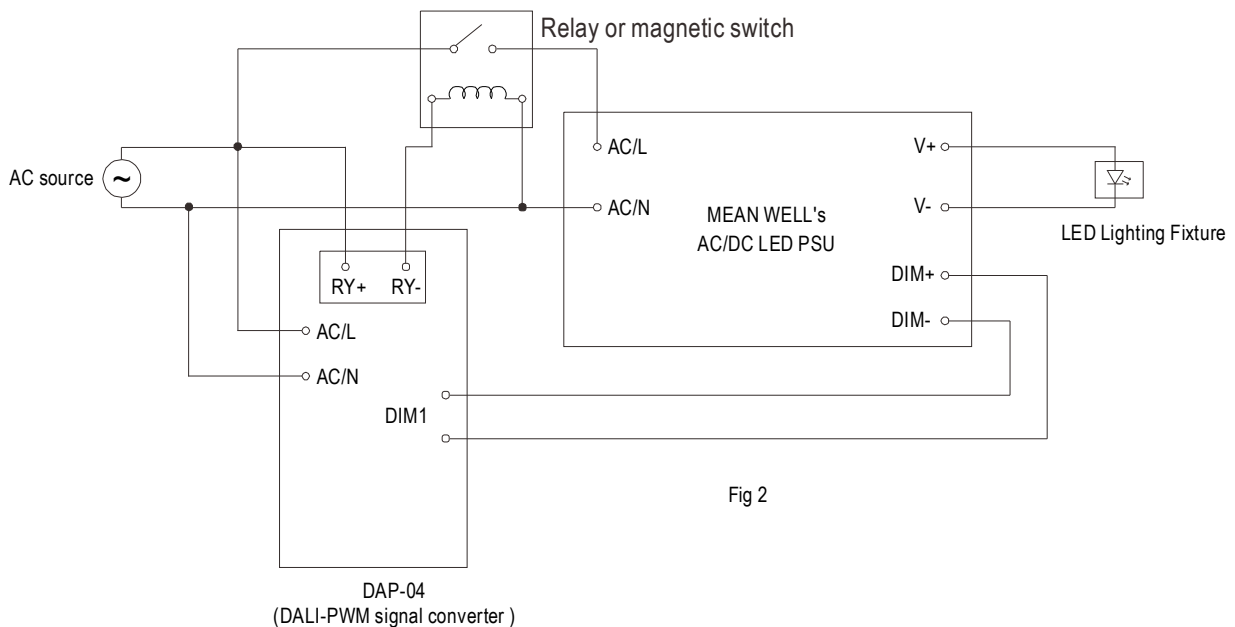 Relay or magnetic switch
AC source
~
AC/L
AC/N
MEAN WELL's
AC/DC LED PSU
V+
V-
DIM+
DIM-
LED Lighting Fixture
RY+ RY-
AC/L
AC/N
DIM1
Fig 2
DAP-04
(DALI-PWM signal converter )